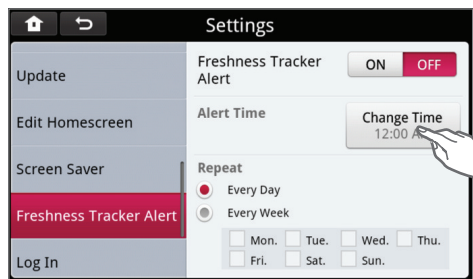 Settings
Update
Edit Homescreen
Screen Saver
Freshness Tracker Alert
Log In
Freshness Tracker
Alert
ON OFF
Alert Time
Change Time
12:00
Repeat
Every Day
Every Week
Mon. Tue. Wed. Thu.
Fri. Sat. Sun.